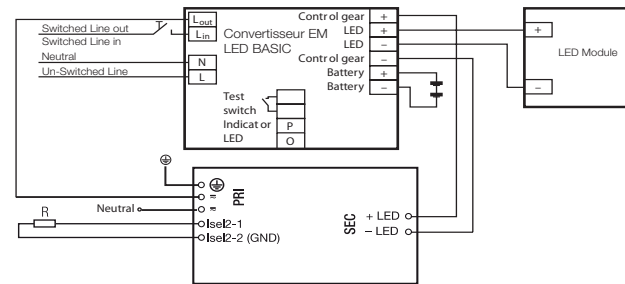 Switched Line out
Switched Line in
Neutral
Un-Switched Line
Lout
Lin
N
L
Convertisseur EM
LED BASIC
Test
switch
Indicator
LED
P
O
Control gear +
LED +
LED –
Control gear –
Battery +
Battery –
+
–
LED Module
R
Neutral
PRI
=
≈
Isel2-1
Isel2-2 (GND)
SEC
+ LED
– LED